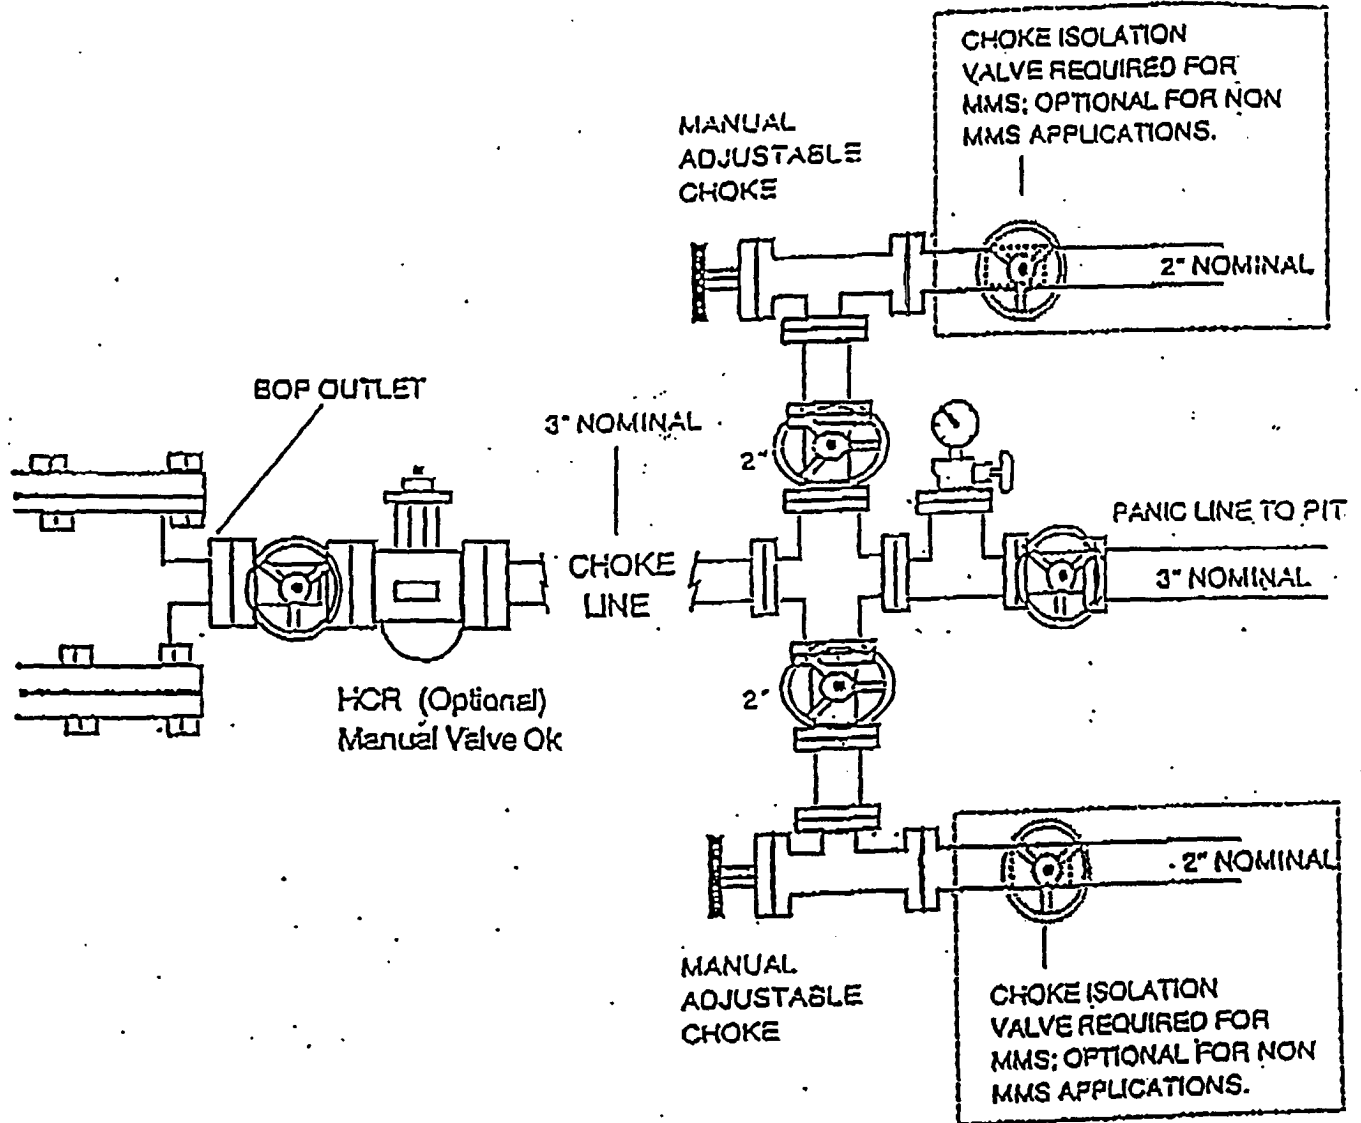 CHOKE ISOLATION
VALVE REQUIRED FOR
MMS; OPTIONAL FOR NON
MMS APPLICATIONS.
MANUAL
ADJUSTABLE
CHOKE
2" NOMINAL
BOP OUTLET
3" NOMINAL
2"
PANIC LINE TO PIT
CHOKE
LINE
3" NOMINAL
HCR (Optional)
Manual Valve Ok
2"
2" NOMINAL
MANUAL
ADJUSTABLE
CHOKE
CHOKE ISOLATION
VALVE REQUIRED FOR
MMS; OPTIONAL FOR NON
MMS APPLICATIONS.